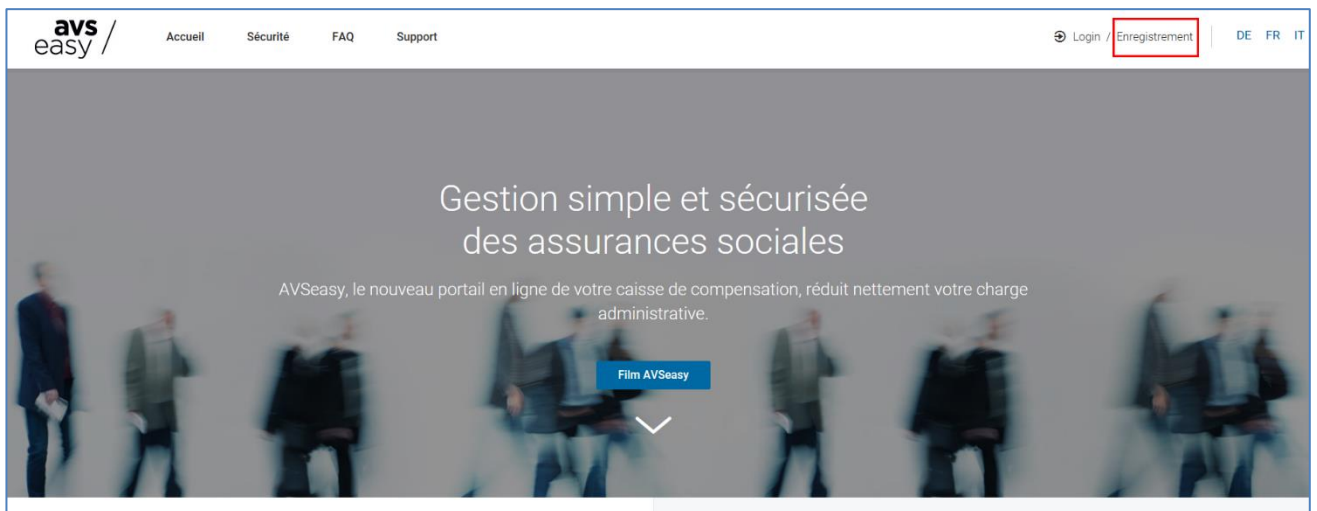 avs
easy /
Accueil Sécurité FAQ Support
Login / Enregistrement DE FR IT
Gestion simple et sécurisée
des assurances sociales
AVSeasy, le nouveau portail en ligne de votre caisse de compensation, réduit nettement votre charge
administrative.
Film AVSeasy